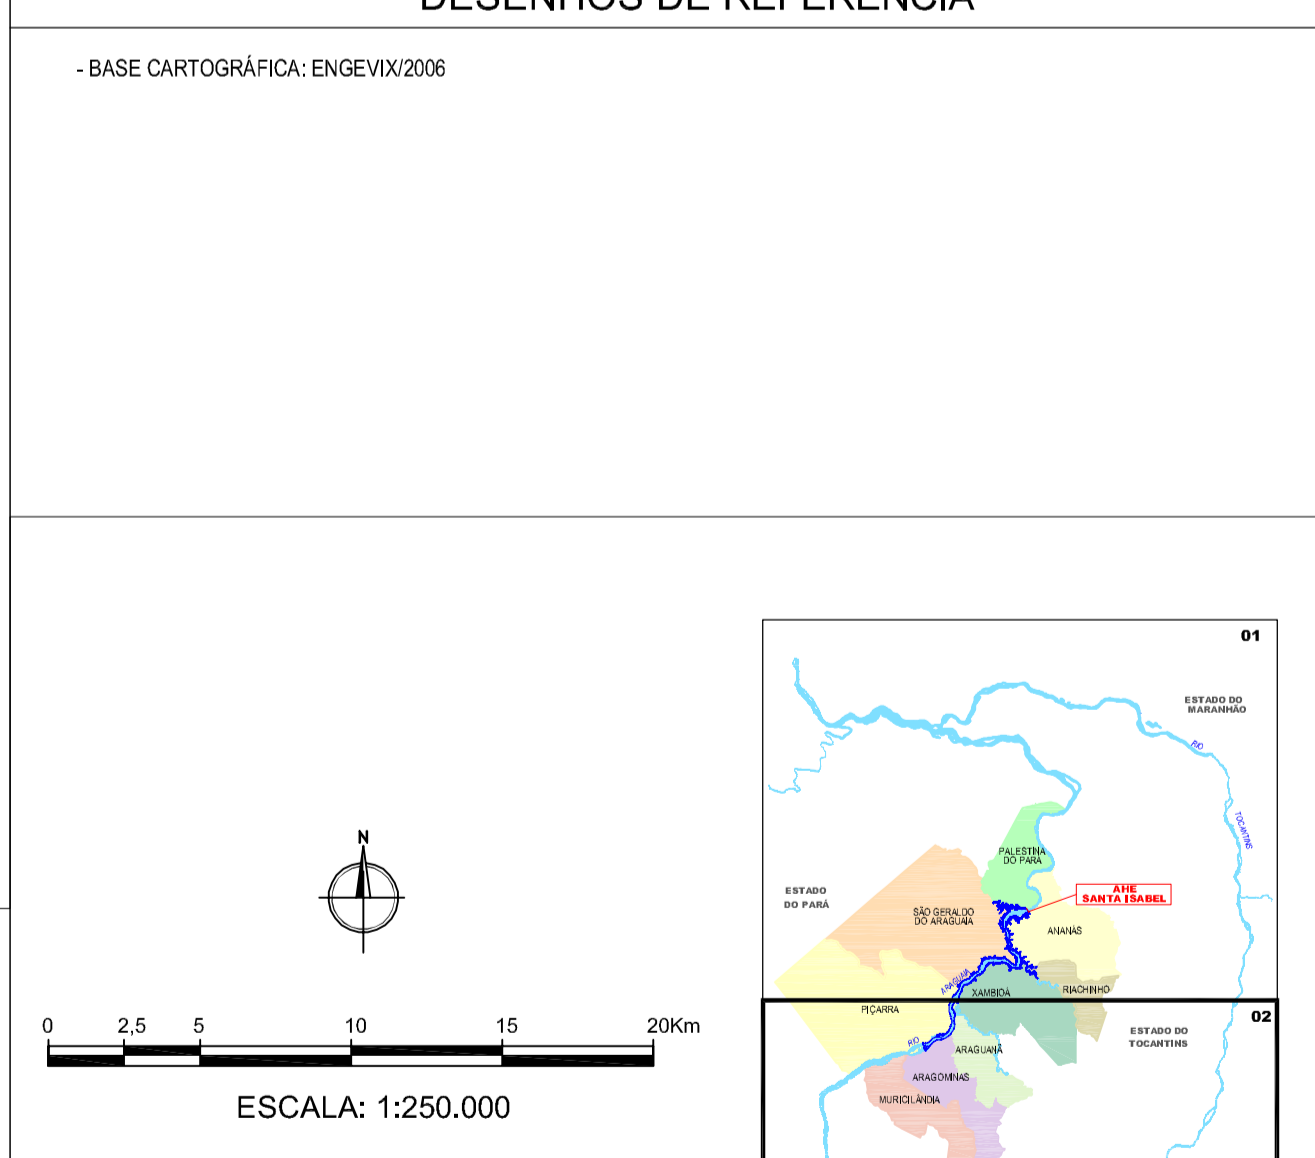 DESENHOS DE REFERÊNCIA
- BASE CARTOGRÁFICA: ENGEVIX/2006
N
0 2,5 5 10 15 20Km
ESCALA: 1:250.000
01
ESTADO DO
MARANHÃO
RIO
TOCANTINS
PALESTINA
DO PARÁ
ESTADO
DO PARÁ
AHE
SANTA ISABEL
SÃO GERALDO
DO ARAGUAIA
ANANÁS
ARAGUAIA
XAMBIOÁ
RIACHINHO
PIÇARRA
02
ESTADO DO
TOCANTINS
RIO
ARAGUANÃ
ARAGOMINAS
MURICILÂNDIA